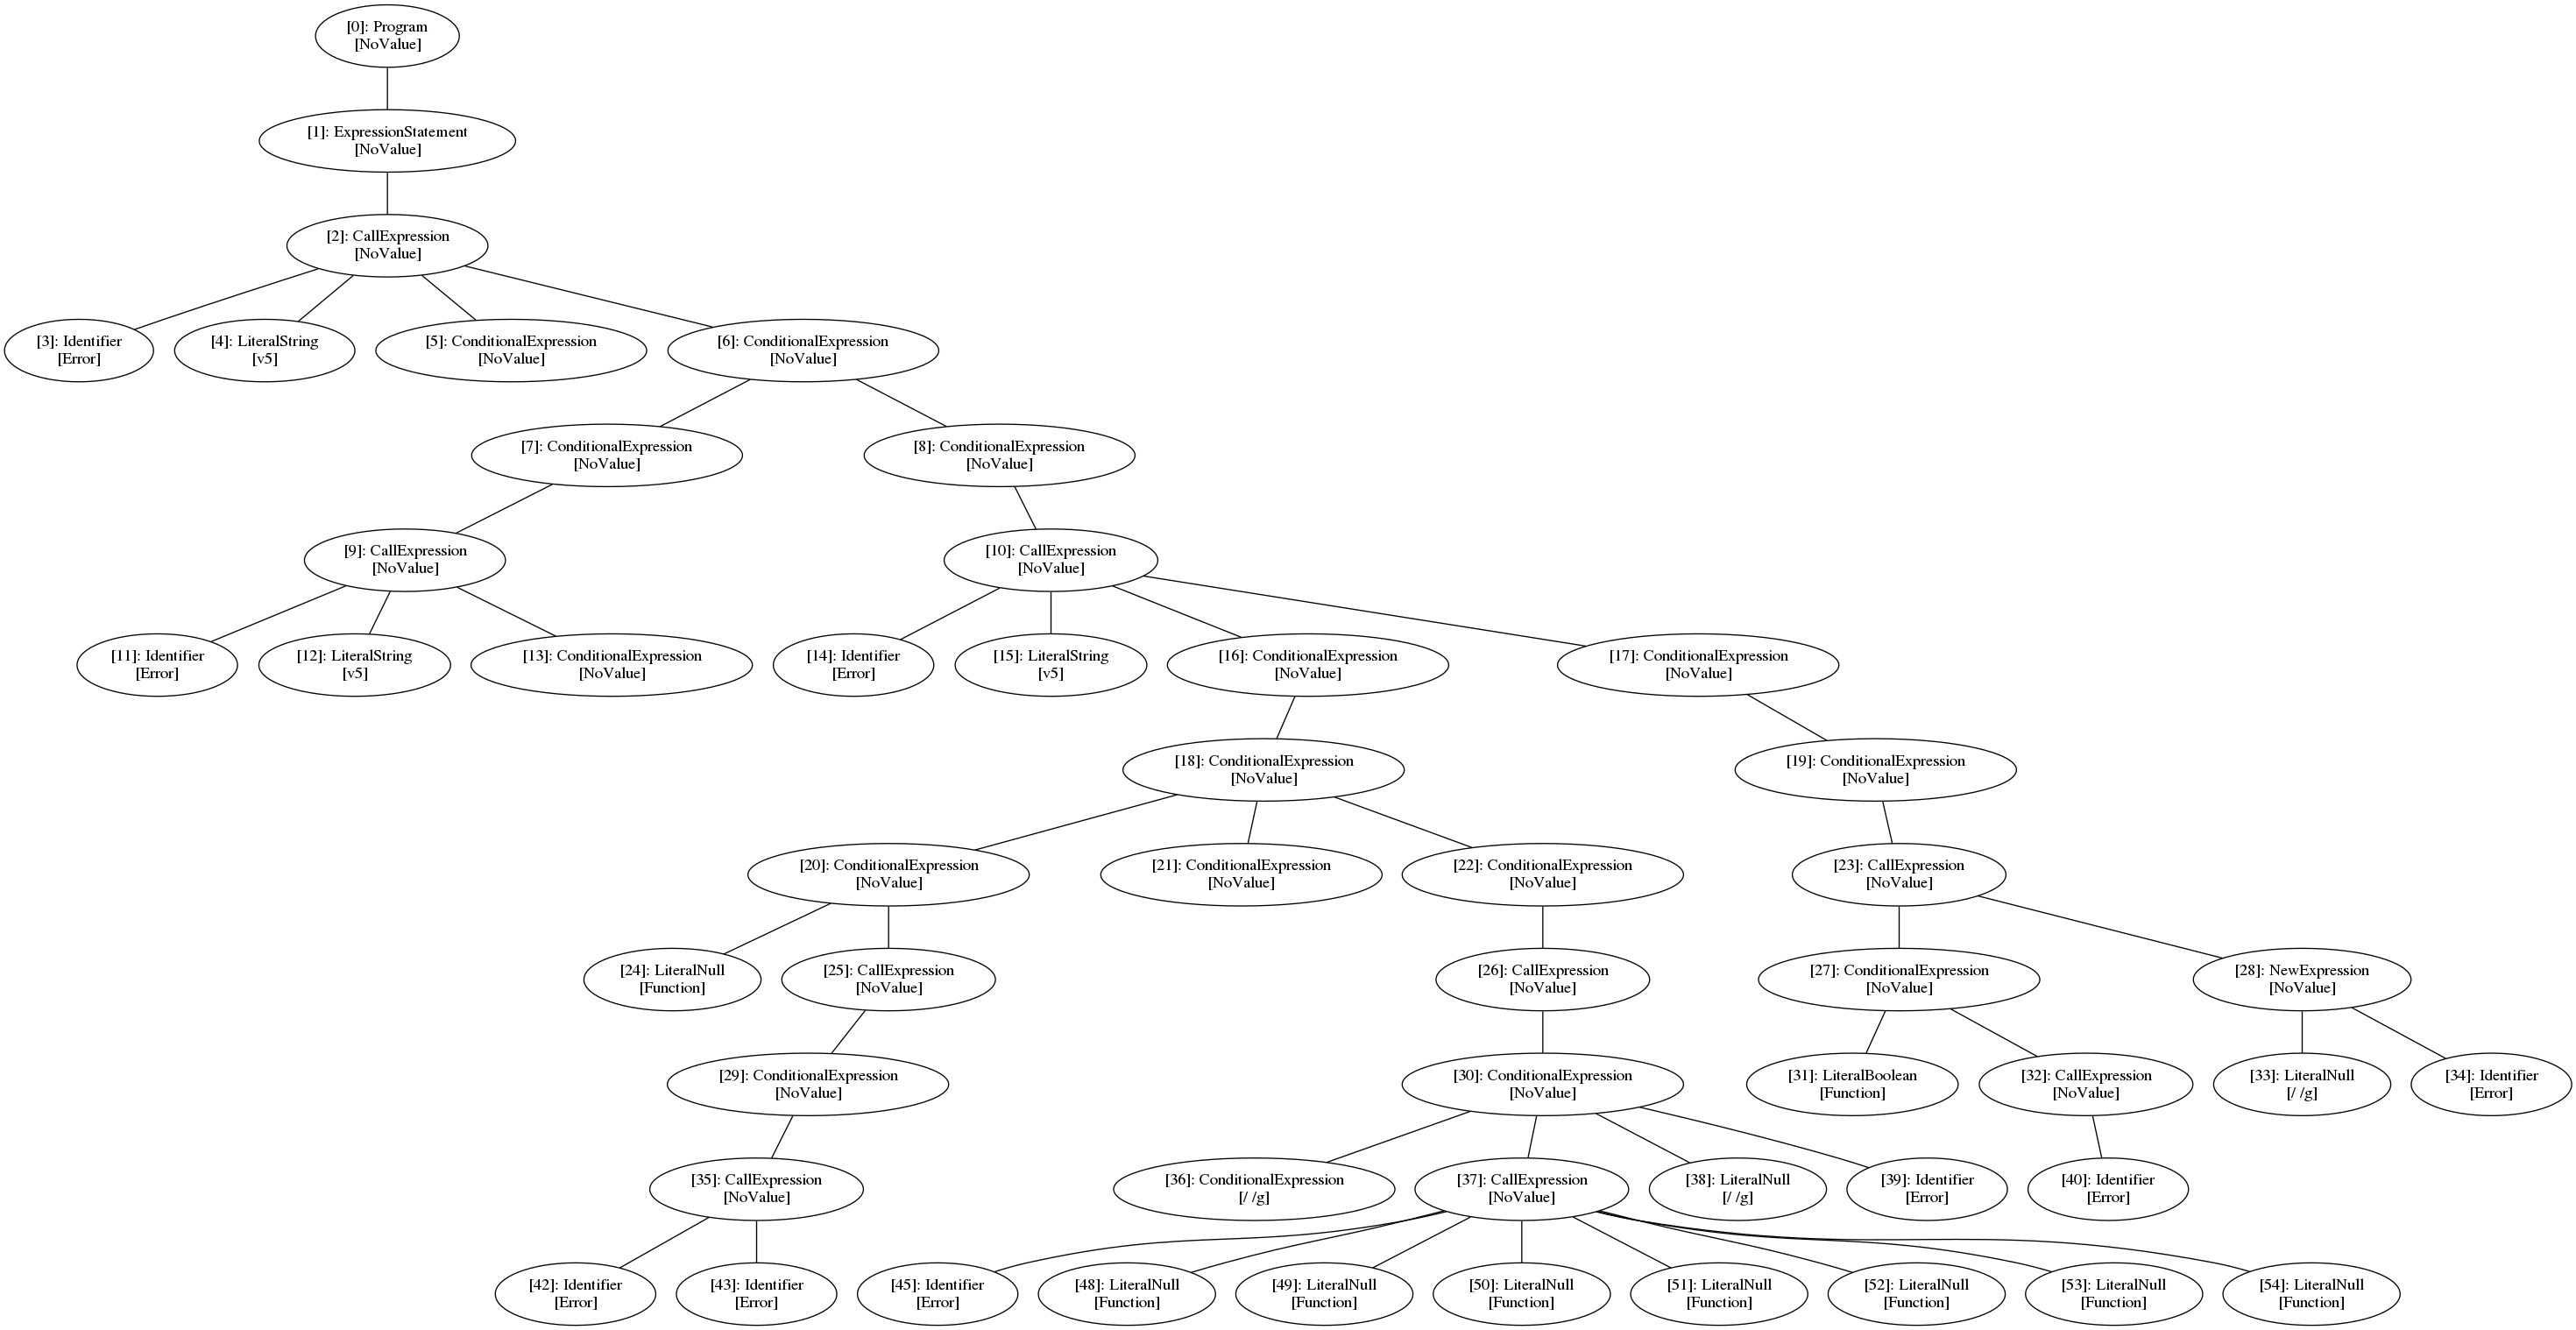 [0]: Program
[NoValue]
[1]: ExpressionStatement
[NoValue]
[2]: CallExpression
[NoValue]
[3]: Identifier
[Error]
[4]: LiteralString
[v5]
[5]: ConditionalExpression
[NoValue]
[6]: ConditionalExpression
[NoValue]
[7]: ConditionalExpression
[NoValue]
[8]: ConditionalExpression
[NoValue]
[9]: CallExpression
[NoValue]
[10]: CallExpression
[NoValue]
[11]: Identifier
[Error]
[12]: LiteralString
[v5]
[13]: ConditionalExpression
[NoValue]
[14]: Identifier
[Error]
[15]: LiteralString
[v5]
[16]: ConditionalExpression
[NoValue]
[17]: ConditionalExpression
[NoValue]
[18]: ConditionalExpression
[NoValue]
[19]: ConditionalExpression
[NoValue]
[20]: ConditionalExpression
[NoValue]
[21]: ConditionalExpression
[NoValue]
[22]: ConditionalExpression
[NoValue]
[23]: CallExpression
[NoValue]
[24]: LiteralNull
[Function]
[25]: CallExpression
[NoValue]
[26]: CallExpression
[NoValue]
[27]: ConditionalExpression
[NoValue]
[28]: NewExpression
[NoValue]
[29]: ConditionalExpression
[NoValue]
[30]: ConditionalExpression
[NoValue]
[31]: LiteralBoolean
[Function]
[32]: CallExpression
[NoValue]
[33]: LiteralNull
[/ /g]
[34]: Identifier
[Error]
[35]: CallExpression
[NoValue]
[36]: ConditionalExpression
[/ /g]
[37]: CallExpression
[NoValue]
[38]: LiteralNull
[/ /g]
[39]: Identifier
[Error]
[40]: Identifier
[Error]
[42]: Identifier
[Error]
[43]: Identifier
[Error]
[45]: Identifier
[Error]
[48]: LiteralNull
[Function]
[49]: LiteralNull
[Function]
[50]: LiteralNull
[Function]
[51]: LiteralNull
[Function]
[52]: LiteralNull
[Function]
[53]: LiteralNull
[Function]
[54]: LiteralNull
[Function]